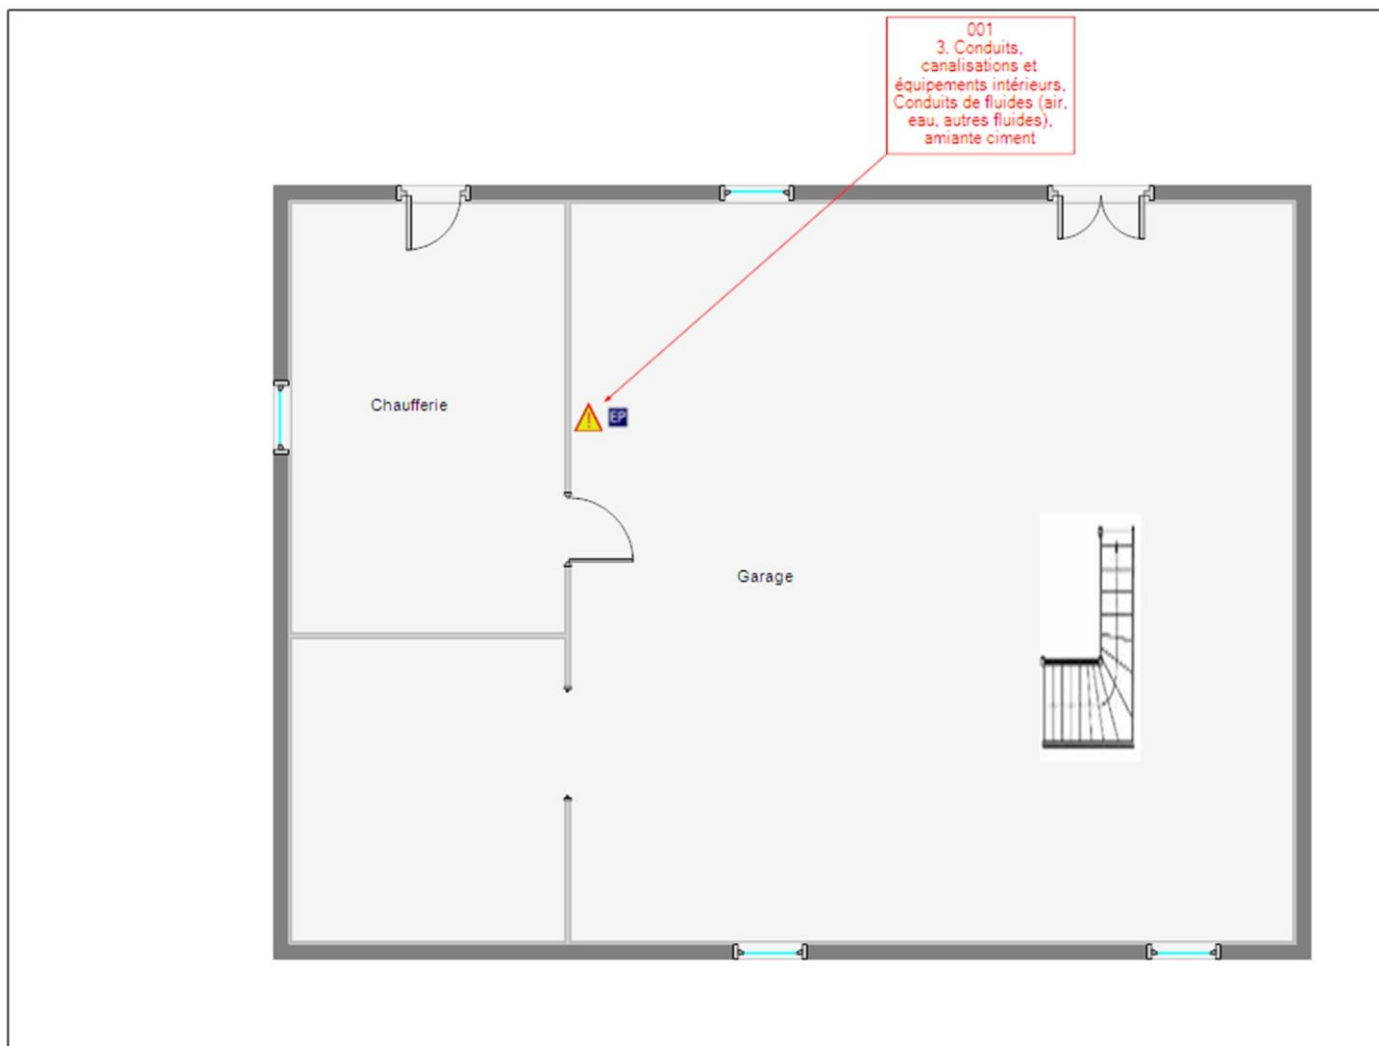 001
3. Conduits,
canalisations et
équipements intérieurs,
Conduits de fluides (air,
eau, autres fluides),
amiante ciment
Chaufferie
EP
Garage